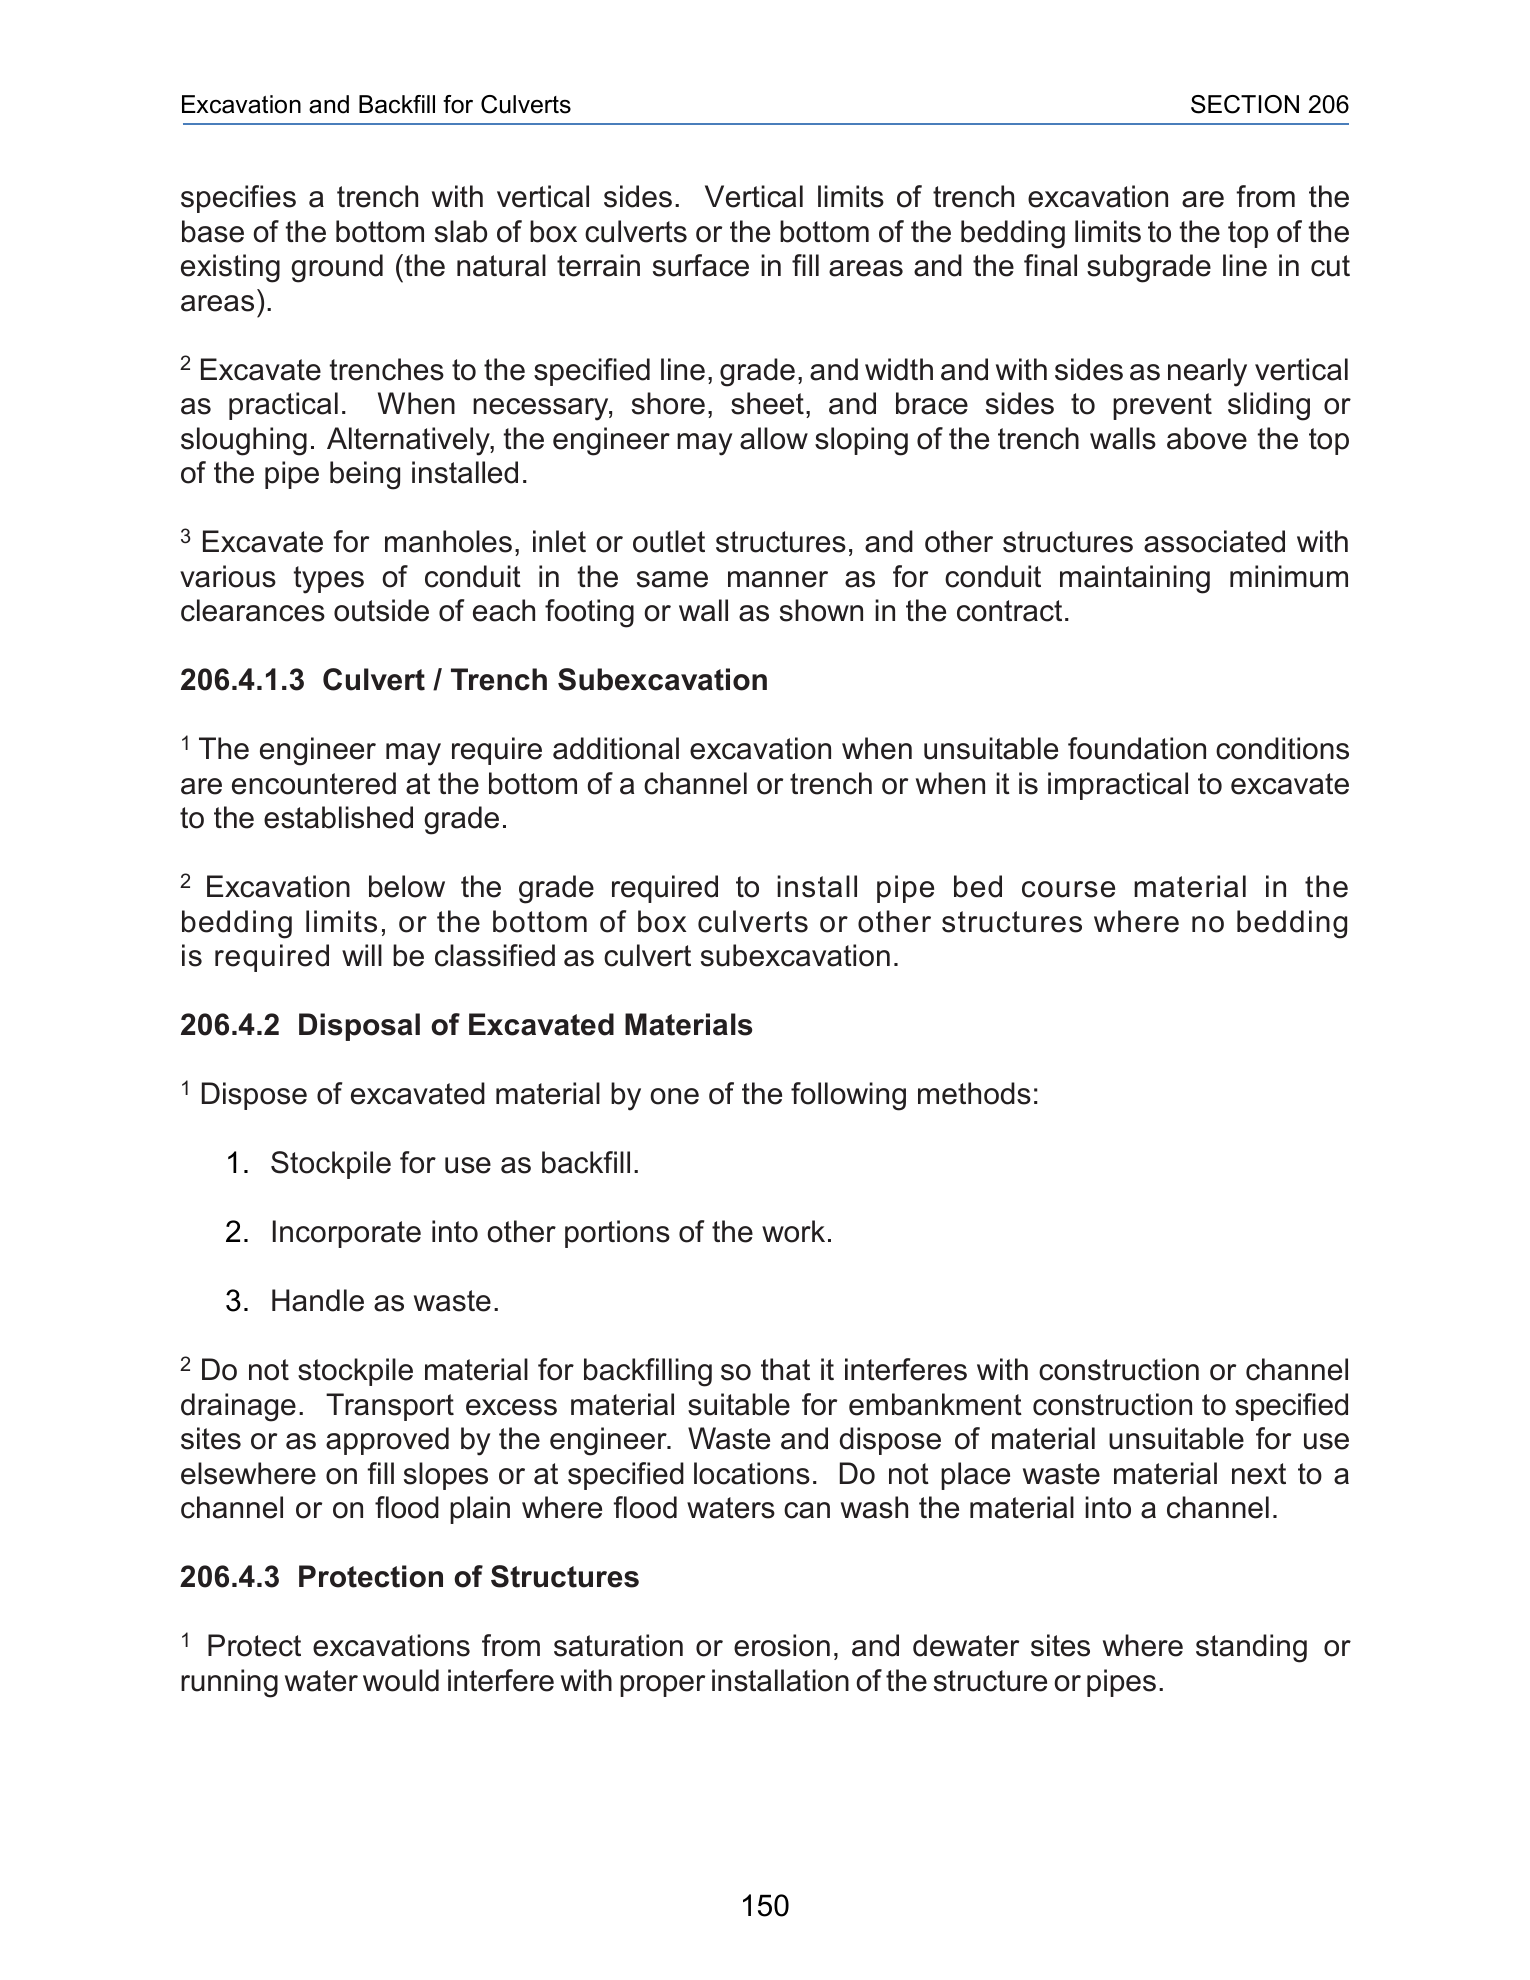 Excavation and Backfill for Culverts SECTION 206
specifies a trench with vertical sides. Vertical limits of trench excavation are from the
base of the bottom slab of box culverts or the bottom of the bedding limits to the top of the
existing ground (the natural terrain surface in fill areas and the final subgrade line in cut
areas).
2 Excavate trenches to the specified line, grade, and width and with sides as nearly vertical
as practical. When necessary, shore, sheet, and brace sides to prevent sliding or
sloughing. Alternatively, the engineer may allow sloping of the trench walls above the top
of the pipe being installed.
3 Excavate for manholes, inlet or outlet structures, and other structures associated with
various types of conduit in the same manner as for conduit maintaining minimum
clearances outside of each footing or wall as shown in the contract.
206.4.1.3 Culvert / Trench Subexcavation
1 The engineer may require additional excavation when unsuitable foundation conditions
are encountered at the bottom of a channel or trench or when it is impractical to excavate
to the established grade.
2 Excavation below the grade required to install pipe bed course material in the
bedding limits, or the bottom of box culverts or other structures where no bedding
is required will be classified as culvert subexcavation.
206.4.2 Disposal of Excavated Materials
1 Dispose of excavated material by one of the following methods:
1. Stockpile for use as backfill.
2. Incorporate into other portions of the work.
3. Handle as waste.
2 Do not stockpile material for backfilling so that it interferes with construction or channel
drainage. Transport excess material suitable for embankment construction to specified
sites or as approved by the engineer. Waste and dispose of material unsuitable for use
elsewhere on fill slopes or at specified locations. Do not place waste material next to a
channel or on flood plain where flood waters can wash the material into a channel.
206.4.3 Protection of Structures
1 Protect excavations from saturation or erosion, and dewater sites where standing or
running water would interfere with proper installation of the structure or pipes.
150